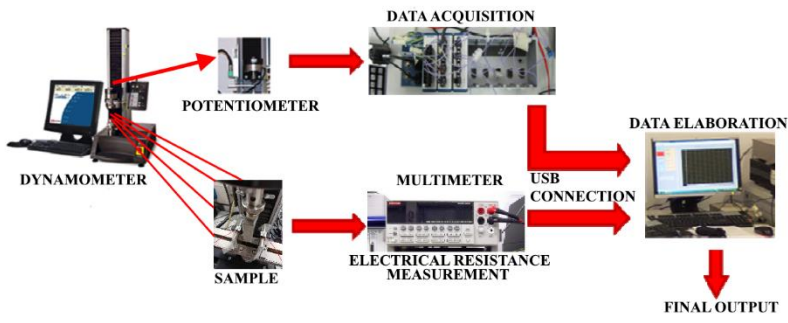 DATA ACQUISITION
POTENTIOMETER
DATA ELABORATION
DYNAMOMETER
MULTIMETER
USB
CONNECTION
SAMPLE
ELECTRICAL RESISTANCE
MEASUREMENT
FINAL OUTPUT